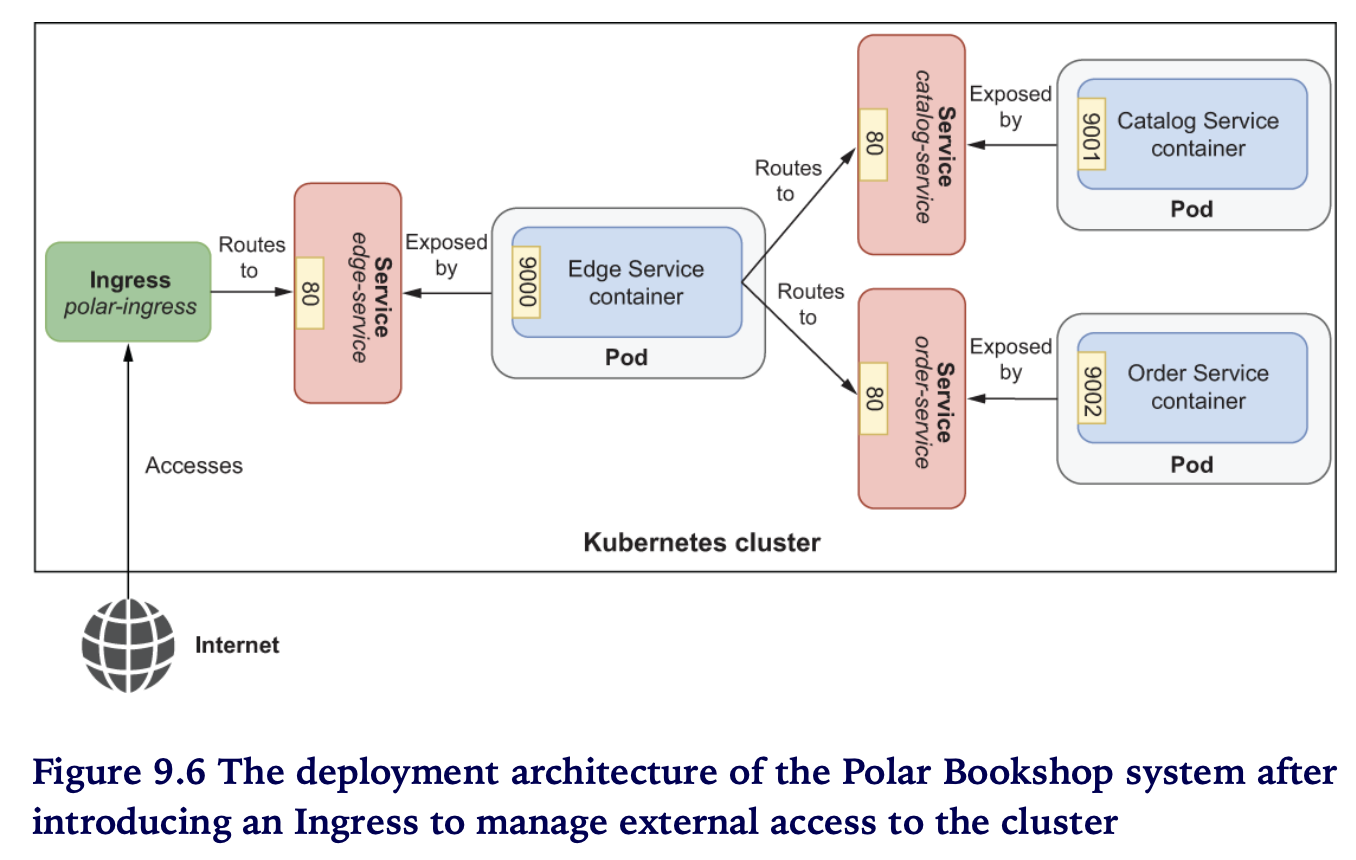 Ingress
polar-ingress
Routes
to
80
Service
edge-service
Exposed
by
9000
Edge Service
container
Pod
Routes
to
80
Service
catalog-service
Exposed
by
9001
Catalog Service
container
Pod
Routes
to
80
Service
order-service
Exposed
by
9002
Order Service
container
Pod
Accesses
Kubernetes cluster
Internet
Figure 9.6 The deployment architecture of the Polar Bookshop system after
introducing an Ingress to manage external access to the cluster